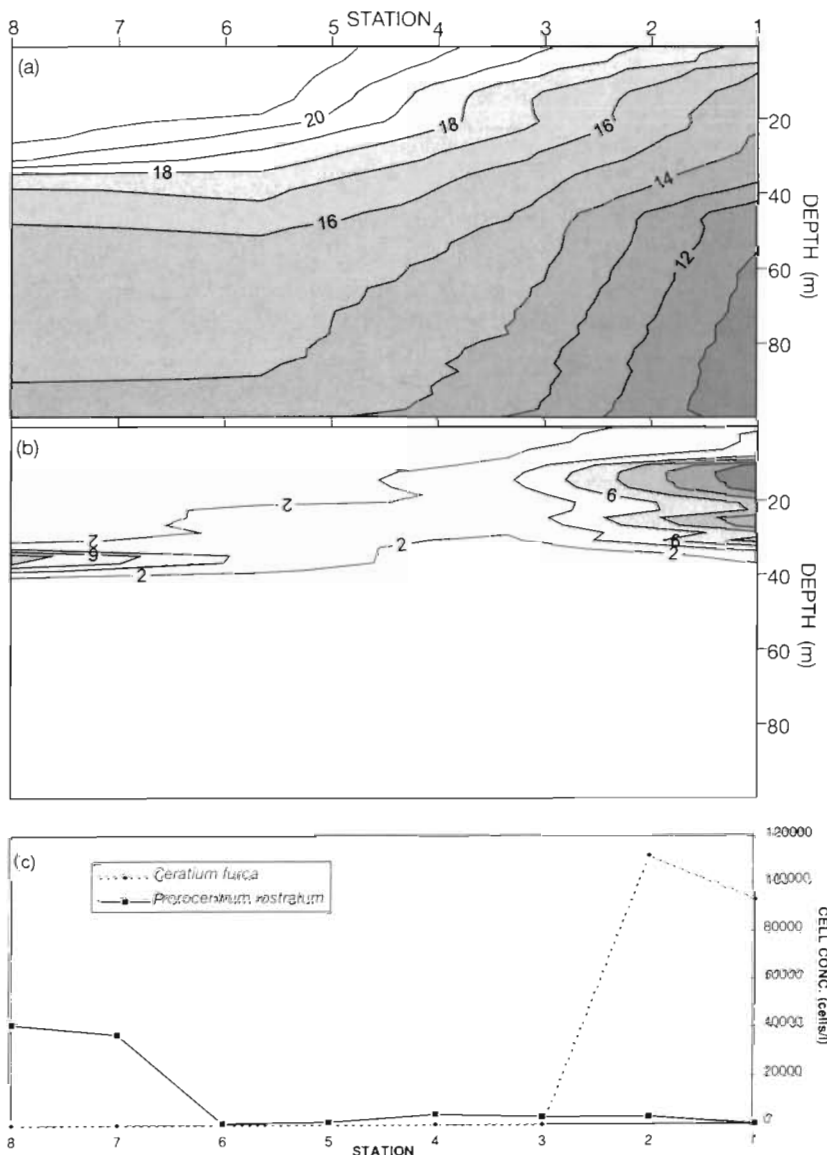 STATION
8 7 6 5 4 3 2 1
(a)
20
18
18
16
16
14
12
20
40
60
80
DEPTH (m)
(b)
2
2
2
2
2
6
6
6
20
40
60
80
DEPTH (m)
(c)
Ceratium furca
Prorocentrum rostratum
120000
100000
80000
60000
40000
20000
0
CELL CONC. (cells/l)
8 7 6 5 4 3 2 1
STATION